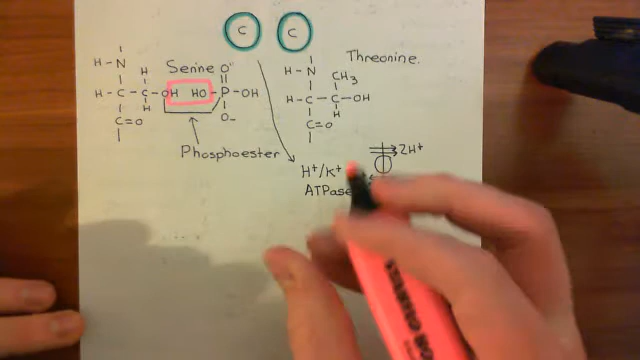 C C
Serine
Threonine.
H-N
H
O
H-N
CH3
H-C-C-OH HO-P-OH
H
O-
H-C-C-OH
H
C=O
C=O
Phosphoester
2H+
H+/K+
ATPase